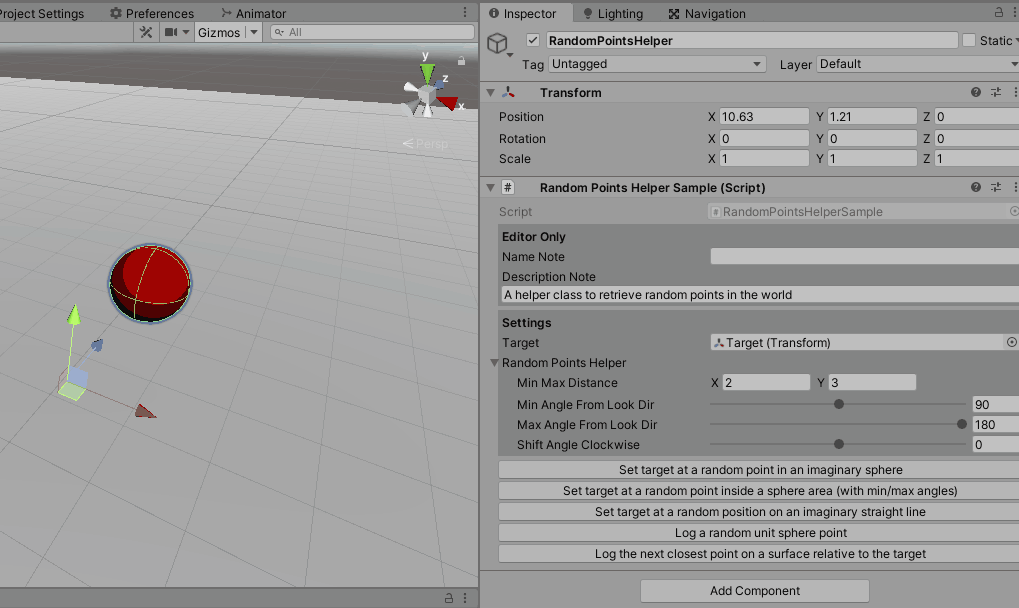 Project Settings Preferences Animator
Gizmos All
y
z
x
Persp
Inspector Lighting Navigation
RandomPointsHelper Static
Tag Untagged Layer Default
Transform
Position X 10.63 Y 1.21 Z 0
Rotation X 0 Y 0 Z 0
Scale X 1 Y 1 Z 1
# Random Points Helper Sample (Script)
Script # RandomPointsHelperSample
Editor Only
Name Note
Description Note
A helper class to retrieve random points in the world
Settings
Target Target (Transform)
Random Points Helper
Min Max Distance X 2 Y 3
Min Angle From Look Dir 90
Max Angle From Look Dir 180
Shift Angle Clockwise 0
Set target at a random point in an imaginary sphere
Set target at a random point inside a sphere area (with min/max angles)
Set target at a random position on an imaginary straight line
Log a random unit sphere point
Log the next closest point on a surface relative to the target
Add Component